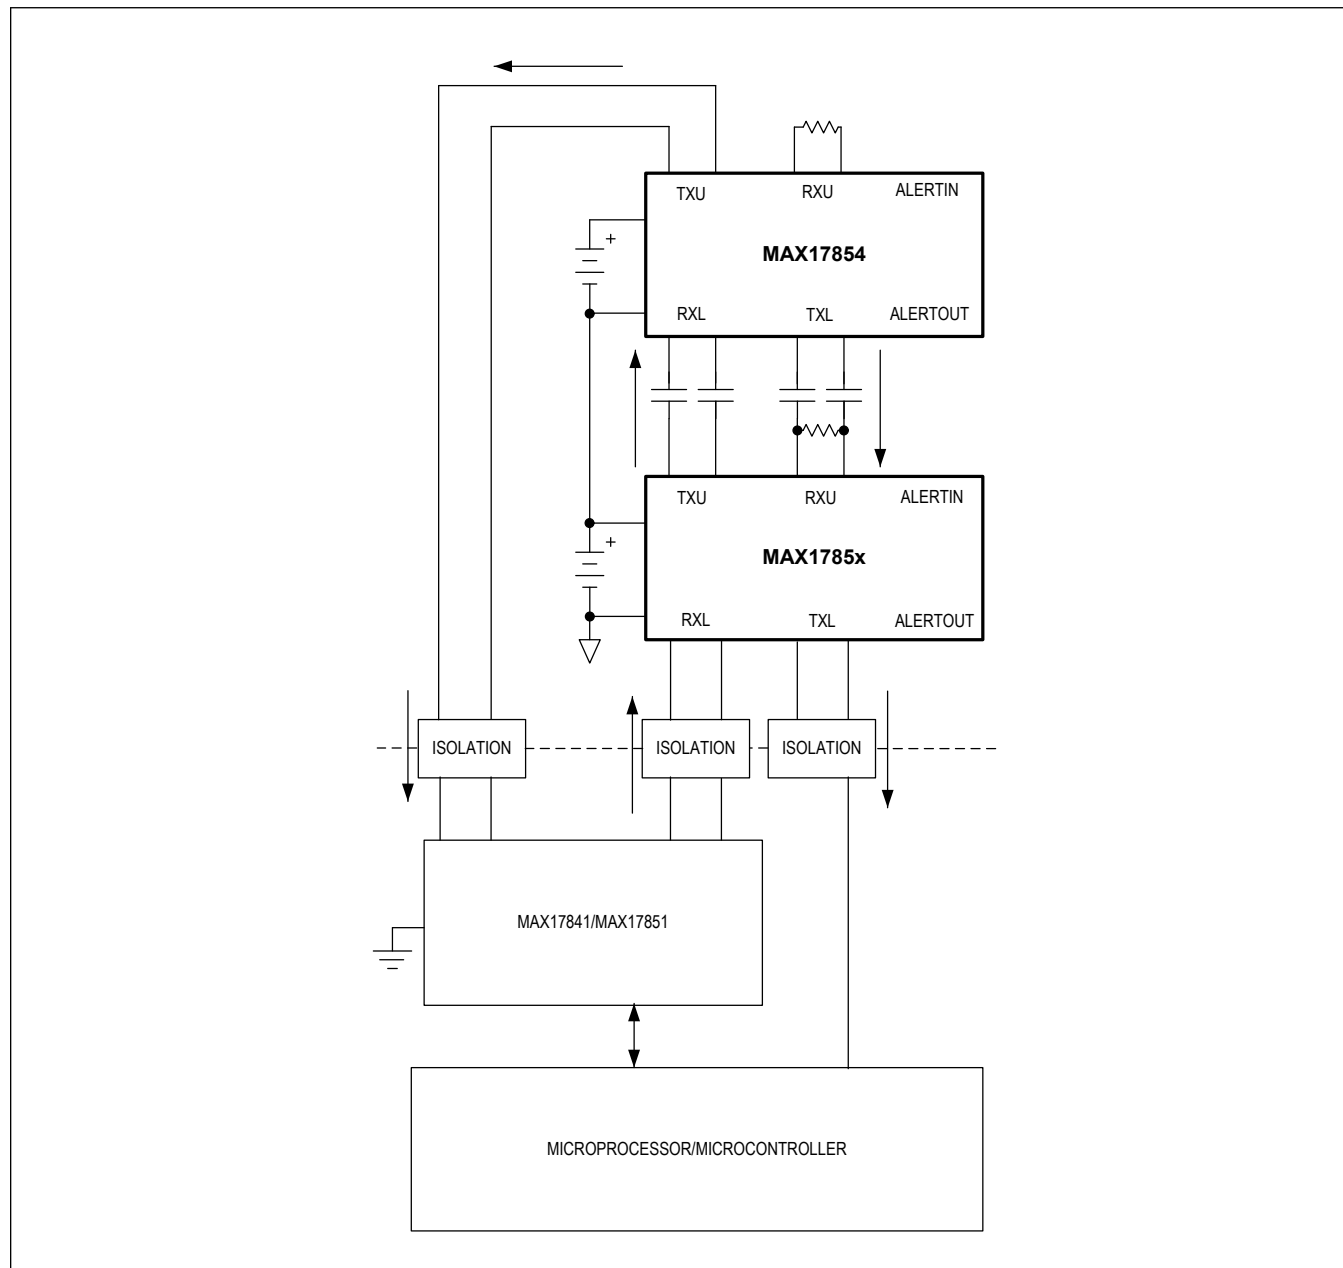 TXU RXU ALERTIN
MAX17854
+
RXL TXL ALERTOUT
TXU RXU ALERTIN
MAX1785x
+
RXL TXL ALERTOUT
ISOLATION ISOLATION ISOLATION
MAX17841/MAX17851
MICROPROCESSOR/MICROCONTROLLER